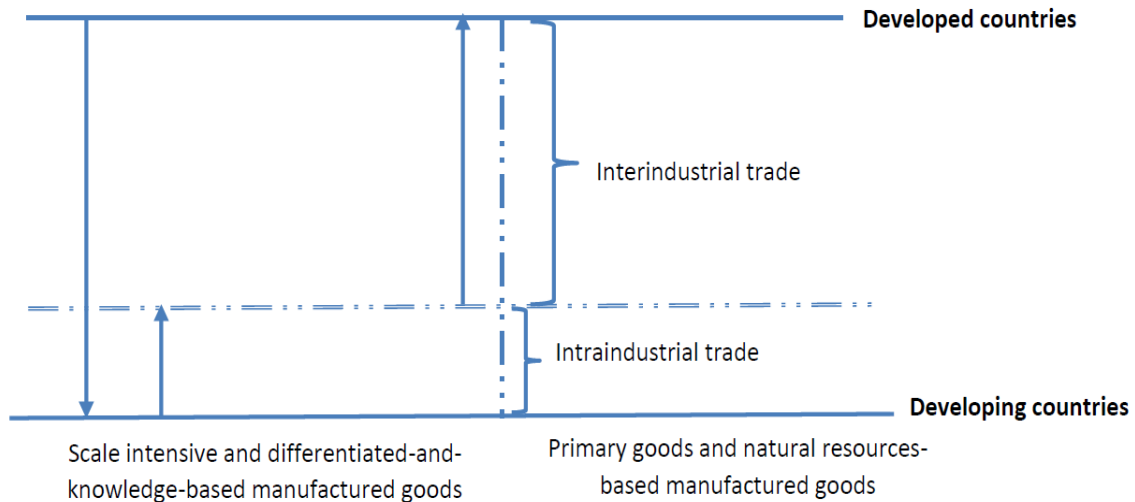 Developed countries
Interindustrial trade
Intraindustrial trade
Developing countries
Scale intensive and differentiated-and-
knowledge-based manufactured goods
Primary goods and natural resources-
based manufactured goods